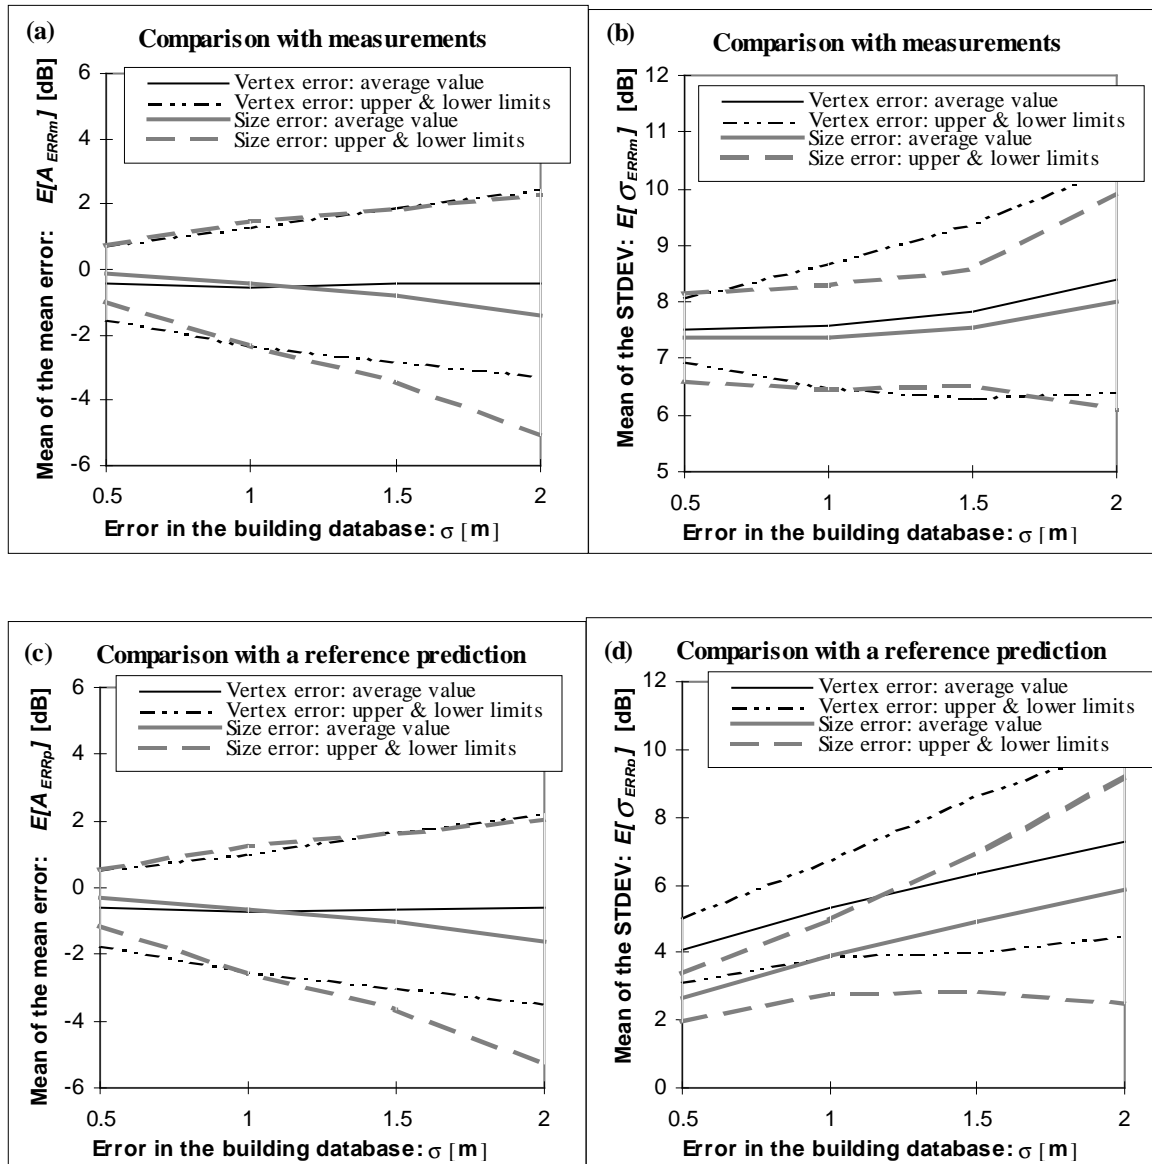 (a)
Comparison with measurements
Mean of the mean error: E[A ERRm] [dB]
6
4
2
0
-2
-4
-6
Vertex error: average value
Vertex error: upper & lower limits
Size error: average value
Size error: upper & lower limits
0.5 1 1.5 2
Error in the building database: σ [m]
(b)
Comparison with measurements
Mean of the STDEV: E[σERRm] [dB]
12
11
10
9
8
7
6
5
Vertex error: average value
Vertex error: upper & lower limits
Size error: average value
Size error: upper & lower limits
0.5 1 1.5 2
Error in the building database: σ [m]
(c)
Comparison with a reference prediction
Mean of the mean error: E[A ERRp] [dB]
6
4
2
0
-2
-4
-6
Vertex error: average value
Vertex error: upper & lower limits
Size error: average value
Size error: upper & lower limits
0.5 1 1.5 2
Error in the building database: σ [m]
(d)
Comparison with a reference prediction
Mean of the STDEV: E[σERRp] [dB]
12
10
8
6
4
2
0
Vertex error: average value
Vertex error: upper & lower limits
Size error: average value
Size error: upper & lower limits
0.5 1 1.5 2
Error in the building database: σ [m]